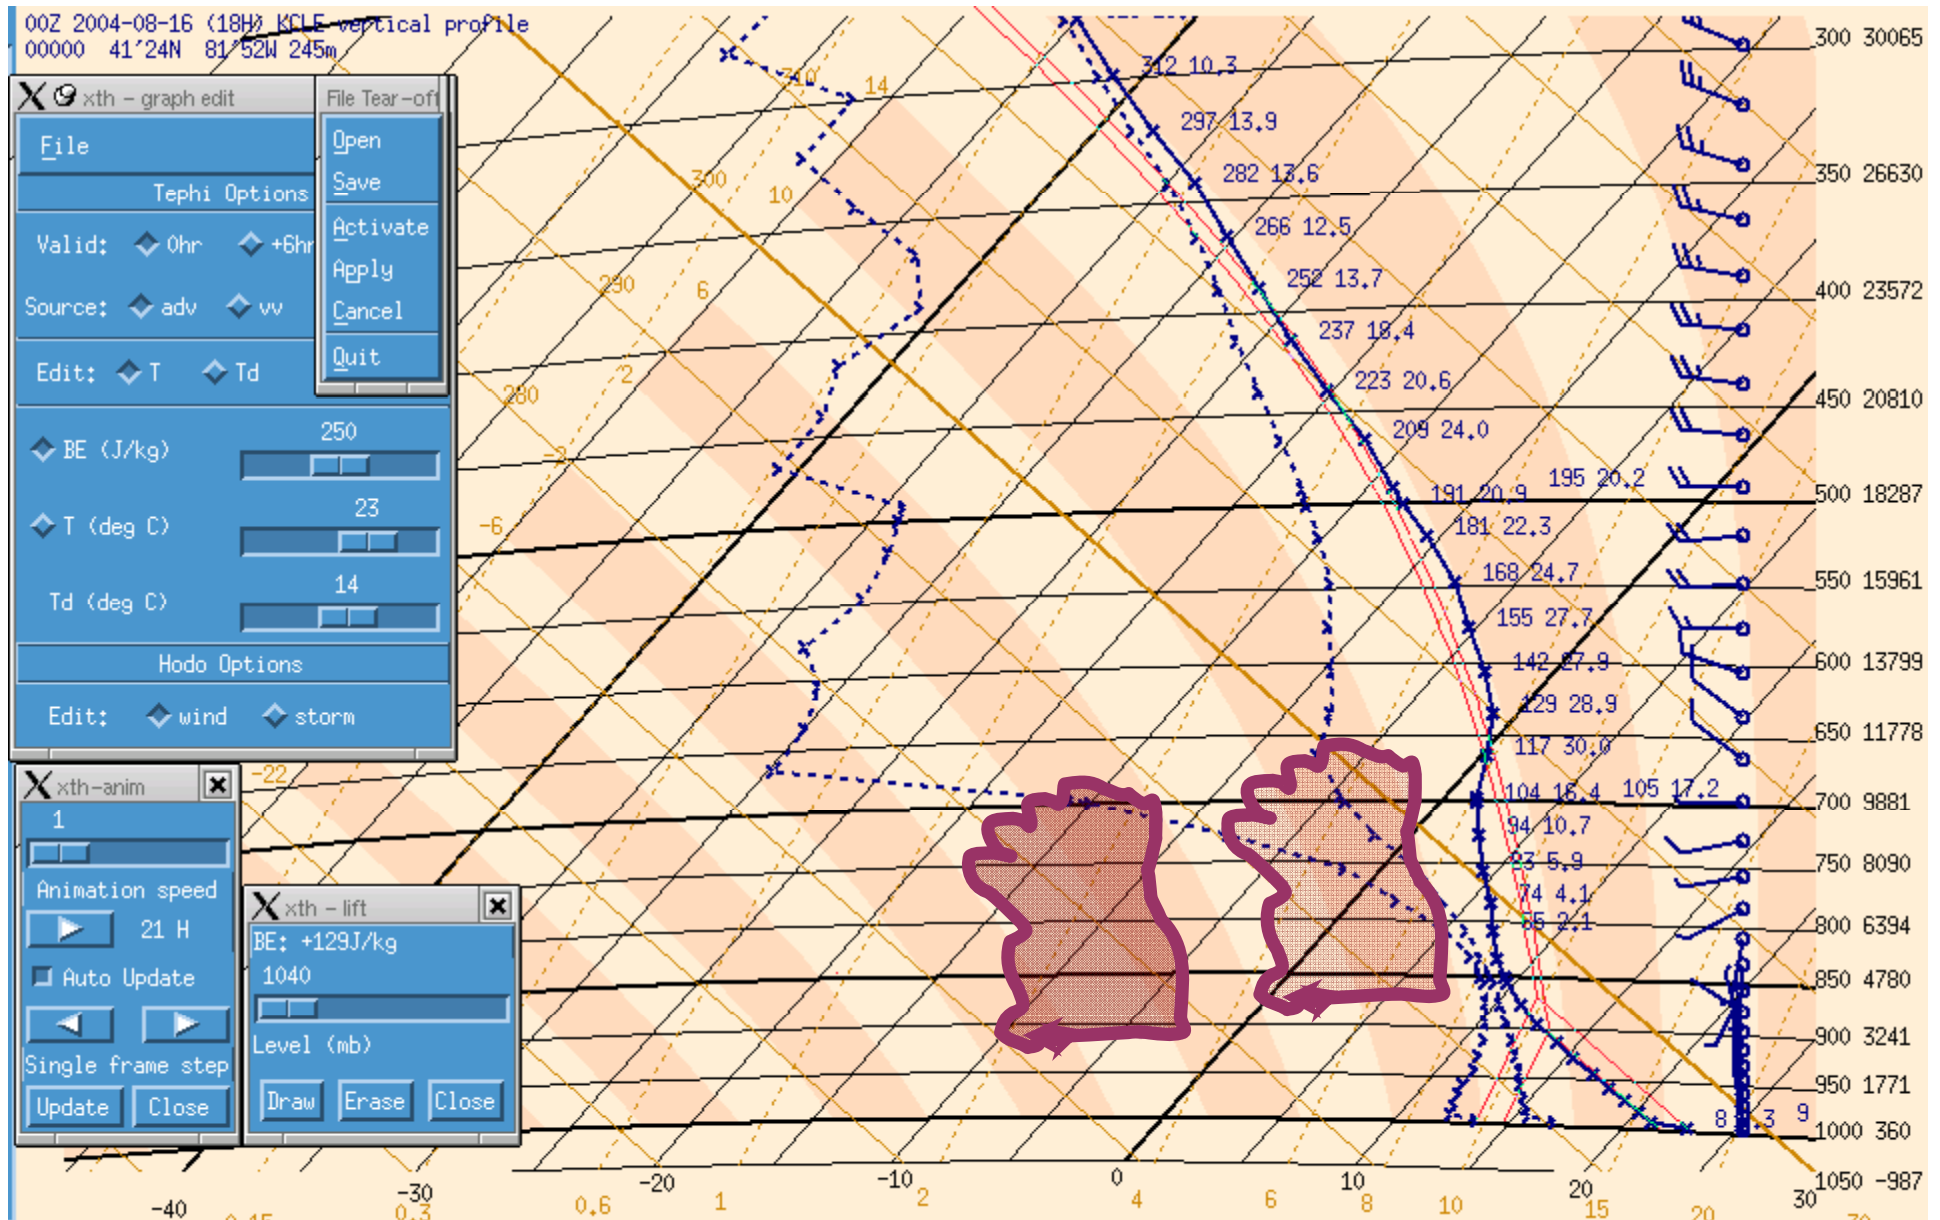 00Z 2004-08-16 (18H) KCLE vertical profile
00000 41'24N 81'52W 245m
xth - graph edit
File Tear-off
File
Open
Save
Activate
Apply
Cancel
Quit
Tephi Options
Valid: 0hr +6hr
Source: adv vv
Edit: T Td
BE (J/kg) 250
T (deg C) 23
Td (deg C) 14
Hodo Options
Edit: wind storm
xth-anim
1
Animation speed
21 H
Auto Update
Single frame step
Update Close
xth - lift
BE: +129J/kg
1040
Level (mb)
Draw Erase Close
310 14
300 10
290 6
280 2
-2
-6
-22
312 10.3
297 13.9
282 13.6
266 12.5
252 13.7
237 18.4
223 20.6
209 24.0
195 20.2
191 20.9
181 22.3
168 24.7
155 27.7
142 27.9
129 28.9
117 30.0
104 16.4 105 17.2
94 10.7
83 5.9
74 4.1
65 2.1
8 .3 9
300 30065
350 26630
400 23572
450 20810
500 18287
550 15961
600 13799
650 11778
700 9881
750 8090
800 6394
850 4780
900 3241
950 1771
1000 360
1050 -987
-40 -30 -20 -10 0 10 20 30
0.15 0.3 0.6 1 2 4 6 8 10 15 20